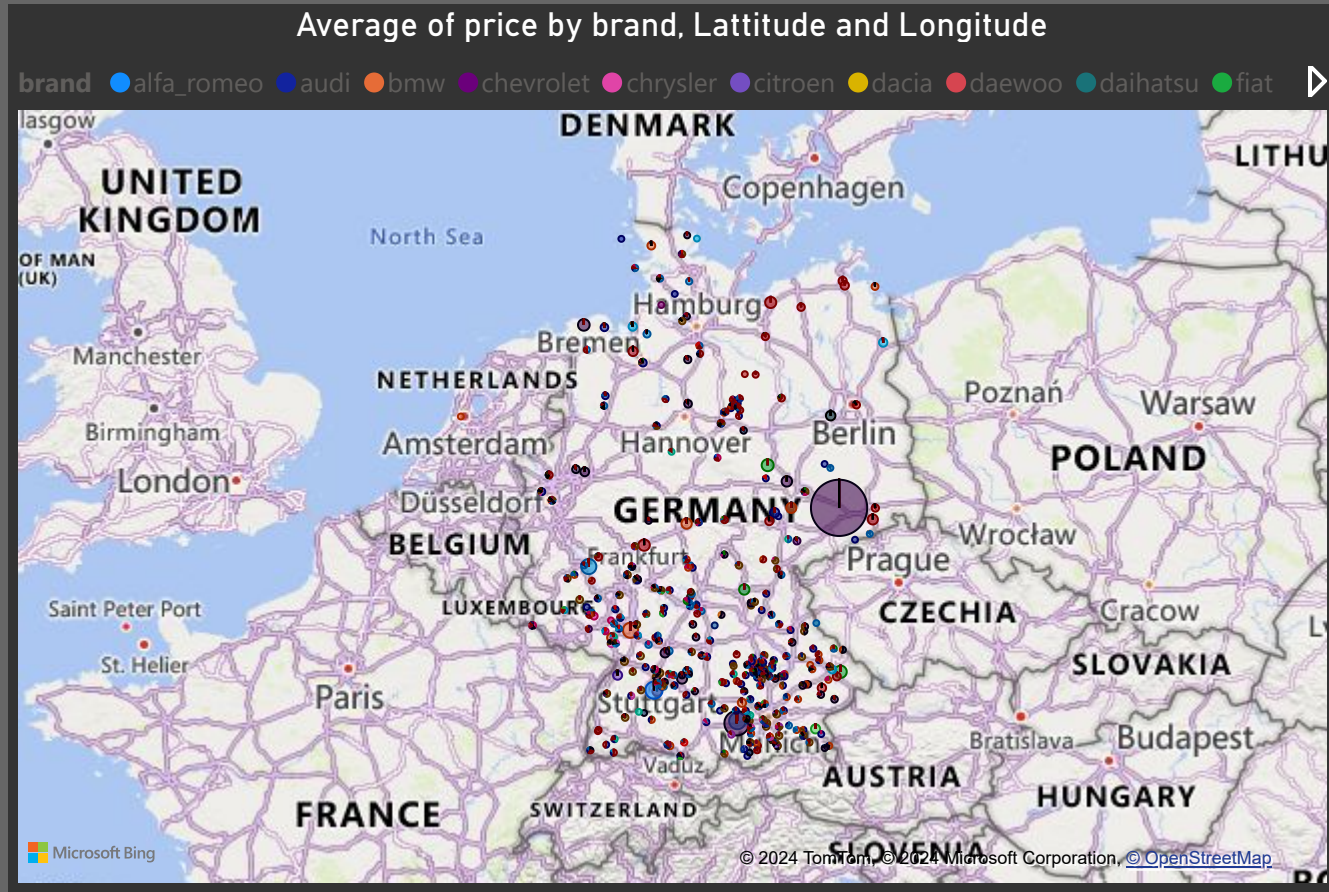 Average of price by brand, Lattitude and Longitude
brand alfa_romeo audi bmw chevrolet chrysler citroen dacia daewoo daihatsu fiat
lasgow
DENMARK
LITHU
UNITED
KINGDOM
Copenhagen
North Sea
OF MAN
(UK)
Hamburg
Manchester
Bremen
NETHERLANDS
Poznań
Warsaw
Birmingham
Amsterdam
Hannover
Berlin
London
POLAND
Düsseldorf
GERMANY
Wrocław
BELGIUM
Frankfurt
Prague
Saint Peter Port
LUXEMBOURG
CZECHIA
Cracow
L
St. Helier
SLOVAKIA
Paris
Stuttgart
Munich
Bratislava
Budapest
Vaduz
AUSTRIA
FRANCE
SWITZERLAND
HUNGARY
Microsoft Bing
SLOVENIA
© 2024 TomTom, © 2024 Microsoft Corporation, © OpenStreetMap